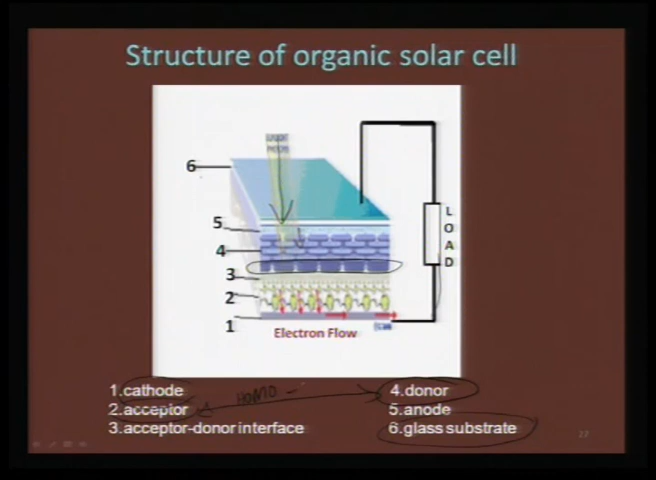 Structure of organic solar cell
6
5
4
3
2
1
L
O
A
D
Electron Flow
1.cathode
2.acceptor
3.acceptor-donor interface
4.donor
5.anode
6.glass substrate
22